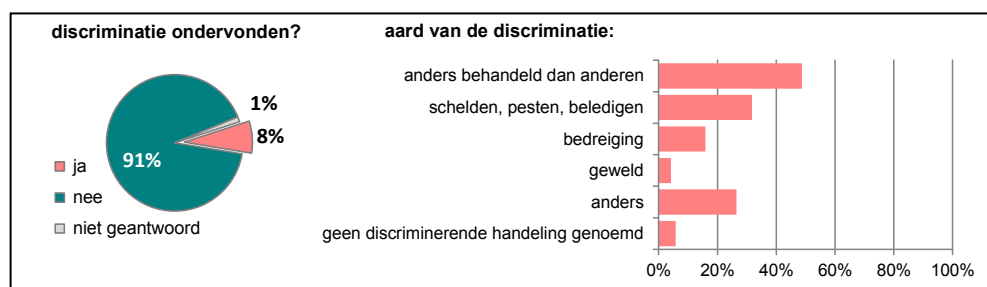 discriminatie ondervonden?
1%
8%
91%
ja
nee
niet geantwoord
aard van de discriminatie:
anders behandeld dan anderen
schelden, pesten, beledigen
bedreiging
geweld
anders
geen discriminerende handeling genoemd
0% 20% 40% 60% 80% 100%